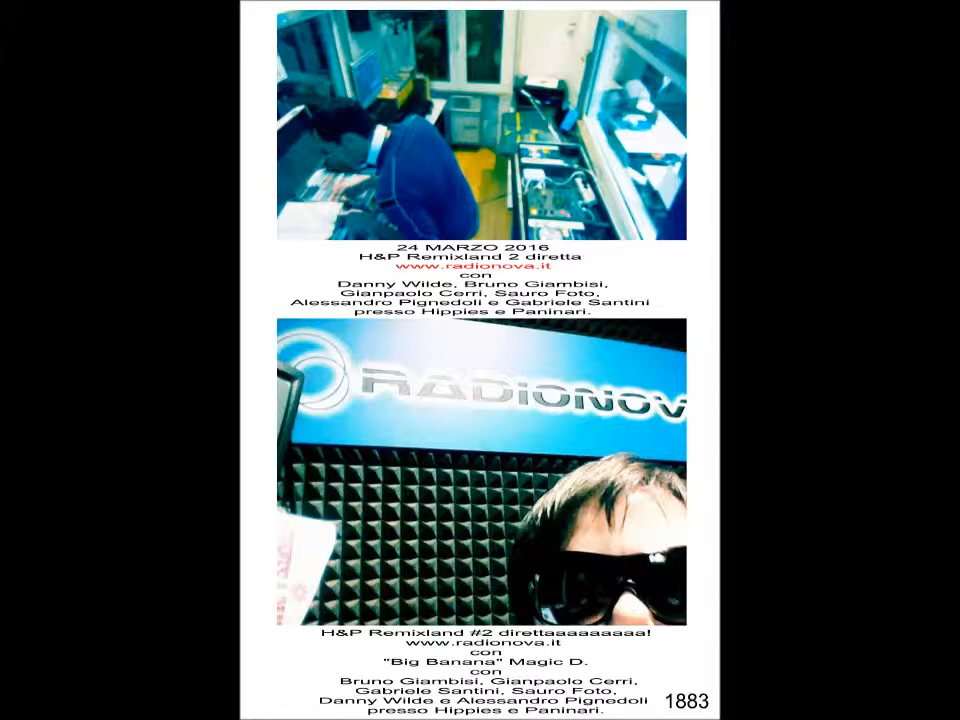 24 MARZO 2016
H&P Remixland 2 diretta
www.radionova.it
con
Danny Wilde, Bruno Giambisi,
Gianpaolo Cerri, Sauro Foto,
Alessandro Pignedoli e Gabriele Santini
presso Hippies e Paninari.
RADIONOV
H&P Remixland #2 direttaaaaaaaaaa!
www.radionova.it
con
"Big Banana" Magic D.
con
Bruno Giambisi, Gianpaolo Cerri,
Gabriele Santini, Sauro Foto,
Danny Wilde e Alessandro Pignedoli
presso Hippies e Paninari.
1883